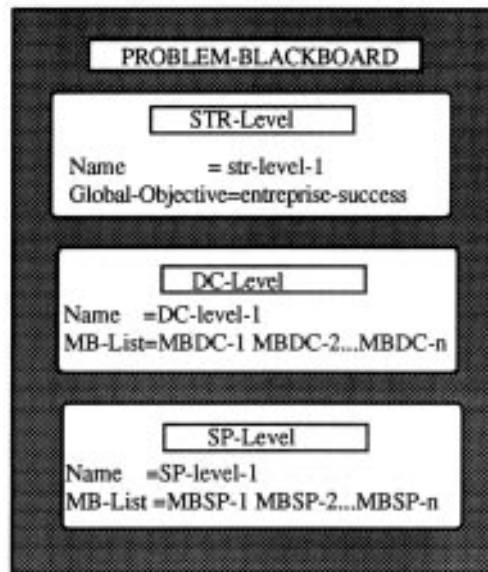 PROBLEM-BLACKBOARD
STR-Level
Name = str-level-1
Global-Objective=entreprise-success
DC-Level
Name =DC-level-1
MB-List=MBDC-1 MBDC-2...MBDC-n
SP-Level
Name =SP-level-1
MB-List =MBSP-1 MBSP-2...MBSP-n